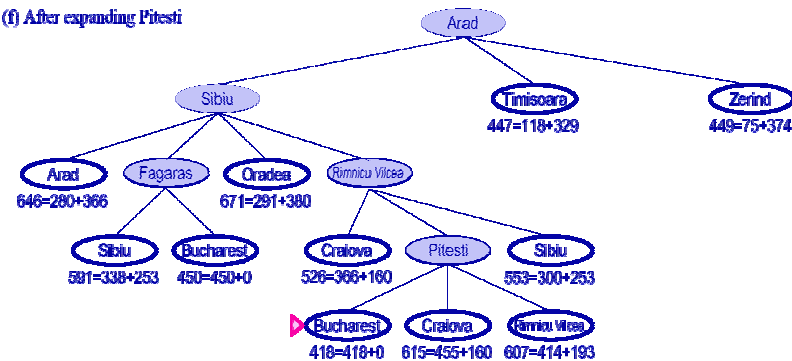 (f) After expanding Pitesti
Arad
Sibiu
Timisoara
Zerind
447=118+329
449=75+374
Arad
Fagaras
Oradea
Rimnicu Vilcea
646=280+366
671=291+380
Sibiu
Bucharest
Craiova
Pitesti
Sibiu
591=338+253
450=450+0
526=366+160
553=300+253
Bucharest
Craiova
Rimnicu Vilcea
418=418+0
615=455+160
607=414+193